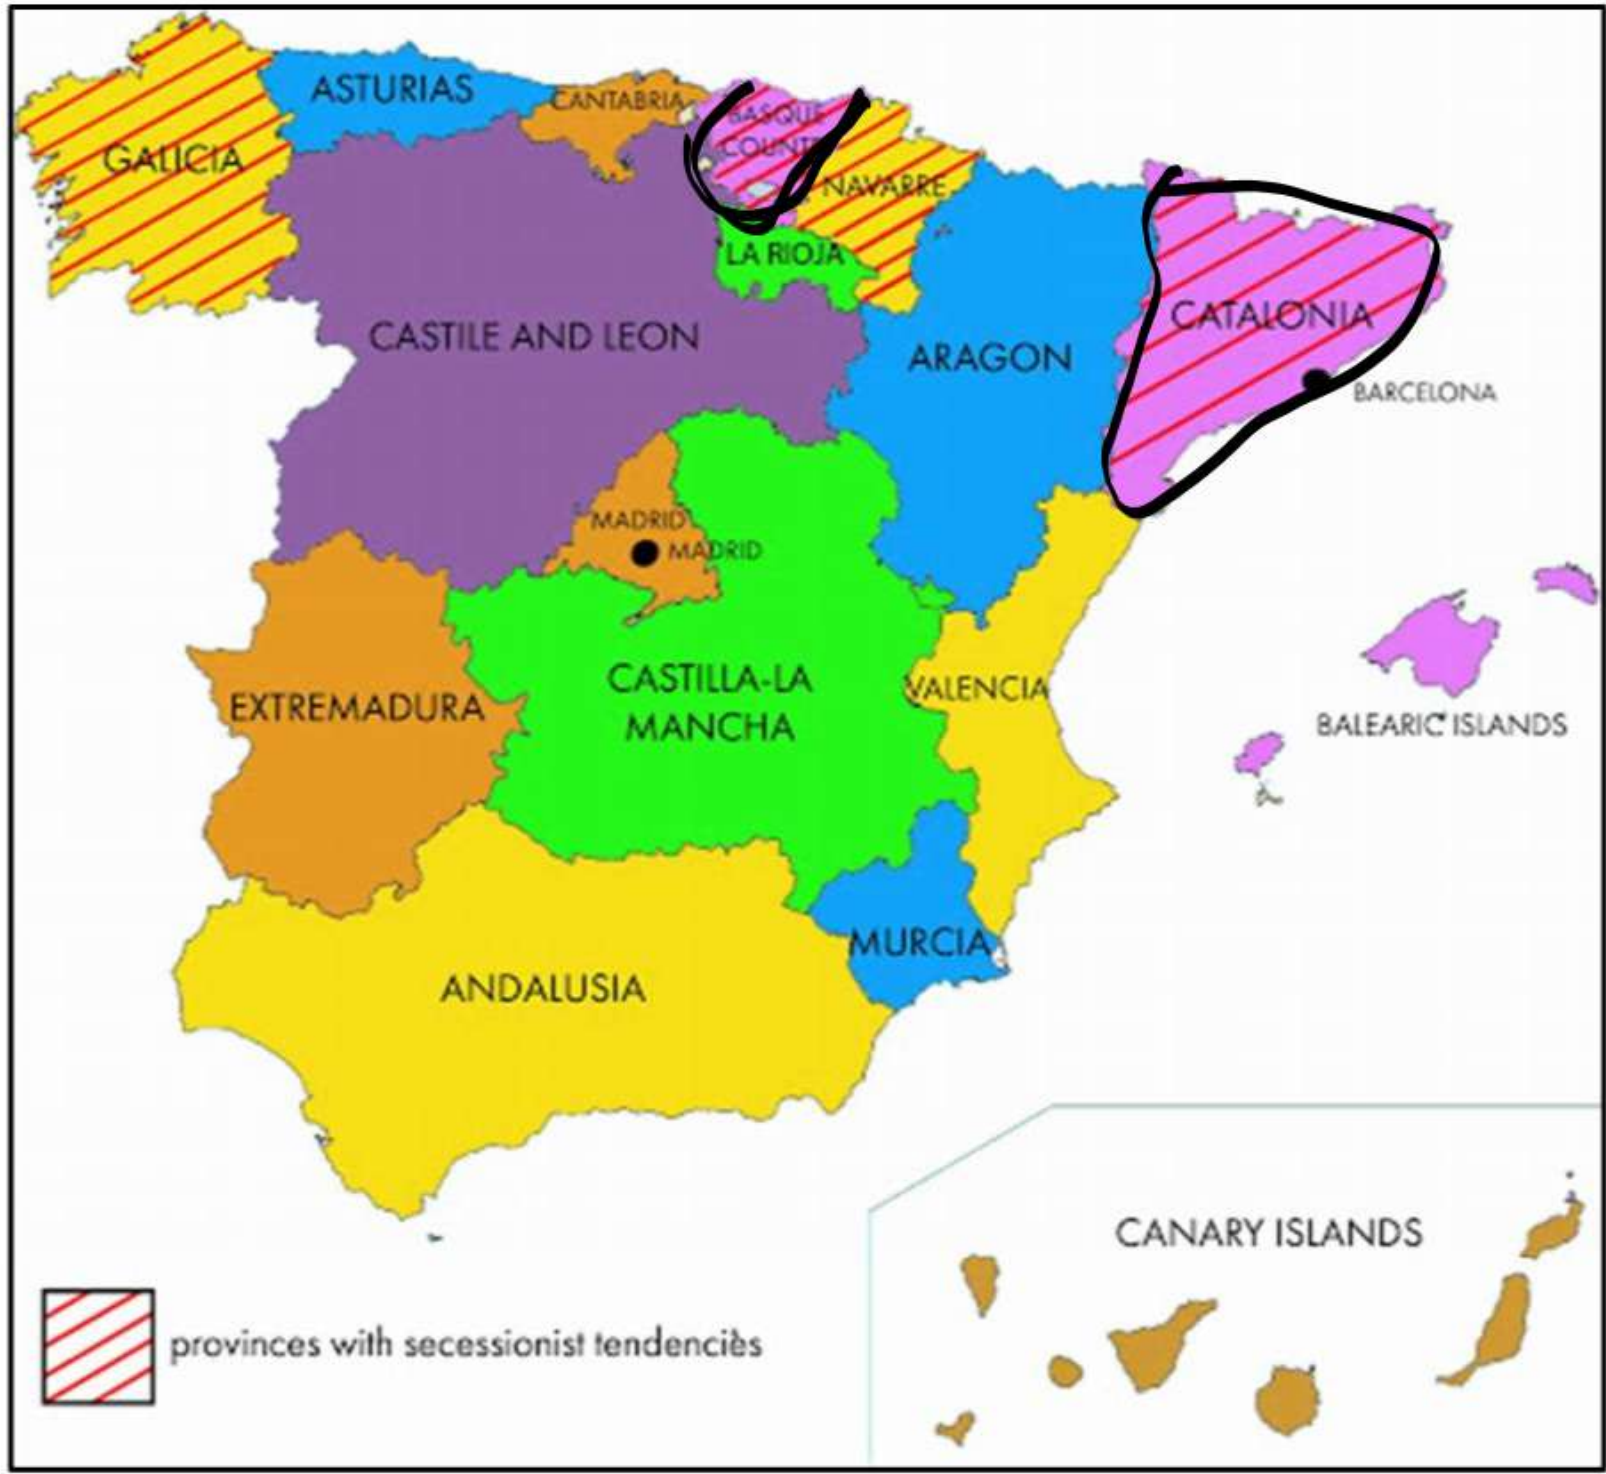 ASTURIAS
CANTABRIA
BASQUE
COUNT
GALICIA
NAVARRE
LA RIOJA
CATALONIA
CASTILE AND LEON
ARAGON
BARCELONA
MADRID
MADRID
CASTILLA-LA
MANCHA
VALENCIA
EXTREMADURA
BALEARIC ISLANDS
MURCIA
ANDALUSIA
CANARY ISLANDS
provinces with secessionist tendenciès